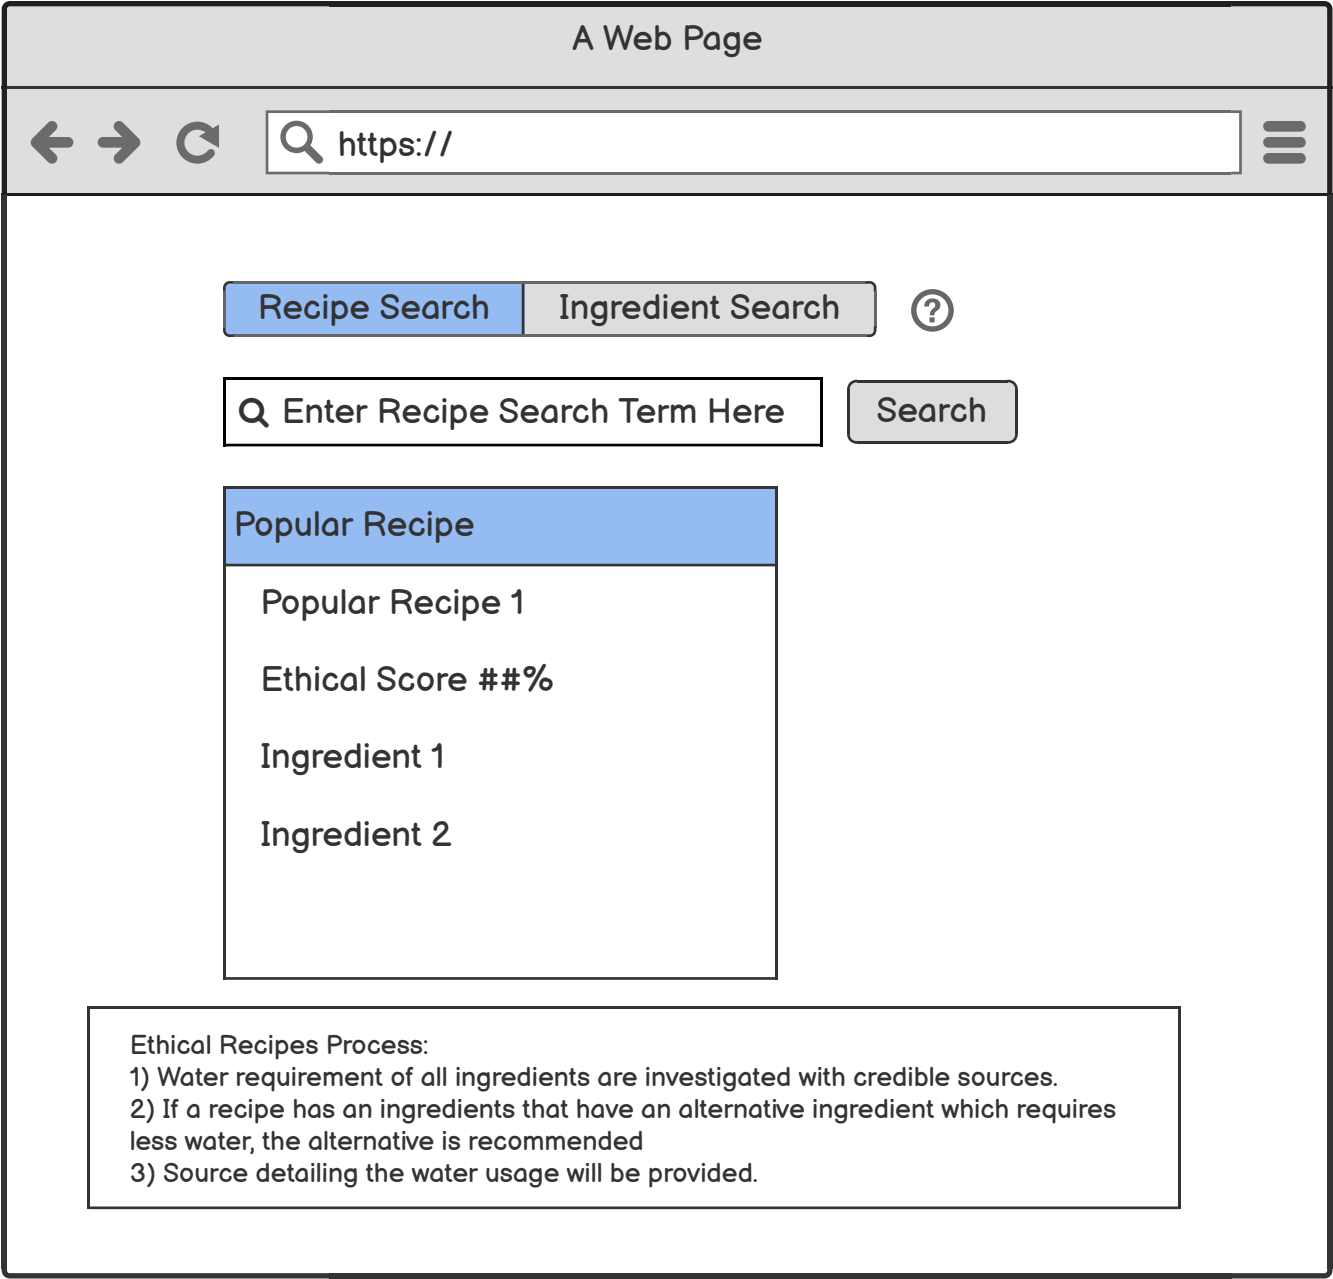 A Web Page
https://
Recipe Search
Ingredient Search
?
Enter Recipe Search Term Here
Search
Popular Recipe
Popular Recipe 1
Ethical Score ##%
Ingredient 1
Ingredient 2
Ethical Recipes Process:
1) Water requirement of all ingredients are investigated with credible sources.
2) If a recipe has an ingredients that have an alternative ingredient which requires
less water, the alternative is recommended
3) Source detailing the water usage will be provided.